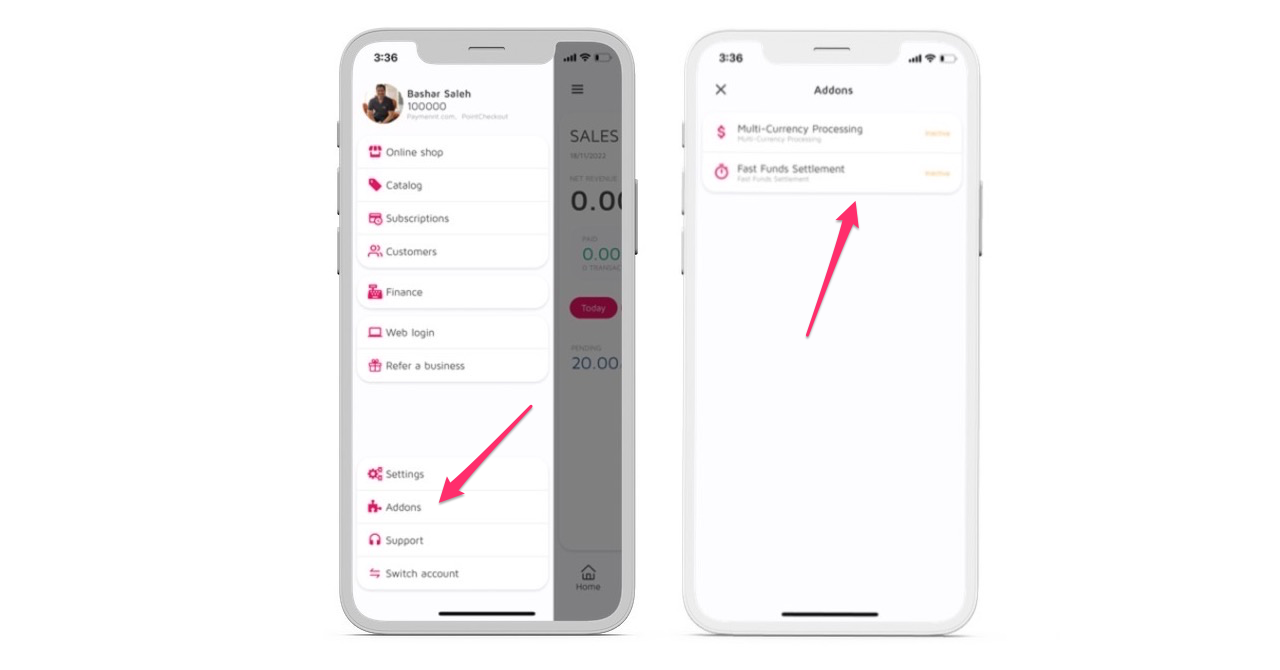 3:36
Bashar Saleh
100000
Paymennt.com, PointCheckout
Online shop
Catalog
Subscriptions
Customers
Finance
Web login
Refer a business
Settings
Addons
Support
Switch account
SALES
18/11/2022
NET REVENUE
0.00
PAID
0.00
0 TRANSAC
Today
PENDING
20.00
Home
3:36
Addons
Multi-Currency Processing
Multi-Currency Processing
Inactive
Fast Funds Settlement
Fast Funds Settlement
Inactive